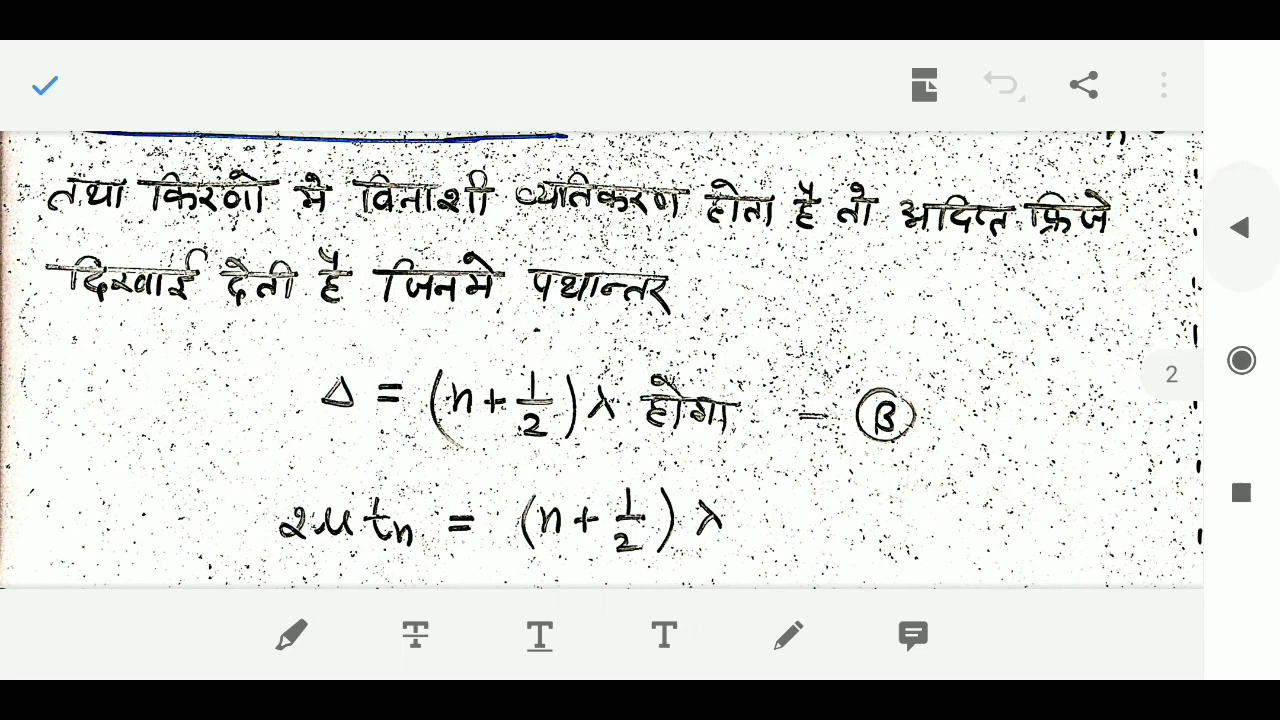 तथा किरणो मे विनाशी व्यतिकरण होता है तो अदिप्त फ्रिजे
दिखाई देती है जिनमे पथान्तर
Δ = (n + 1/2) λ होगा - Ⓑ
2μtₙ = (n + 1/2) λ
2
T T T